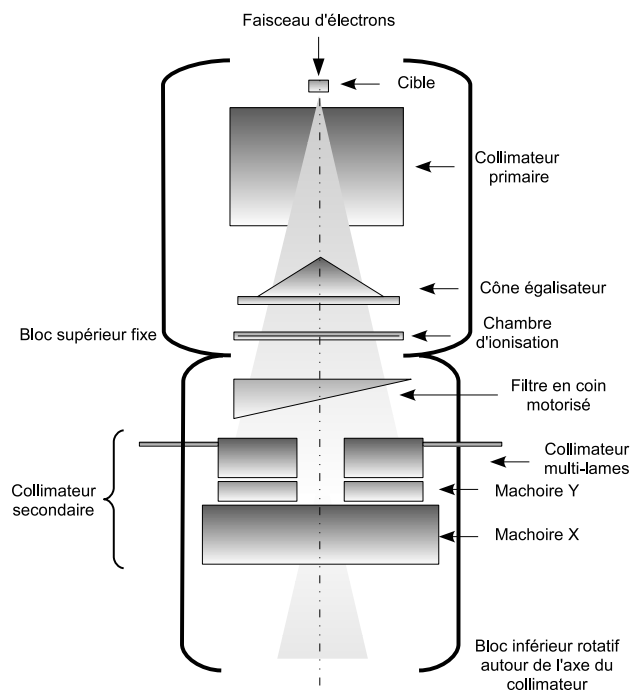 Faisceau d'électrons
Cible
Collimateur
primaire
Cône égalisateur
Bloc supérieur fixe
Chambre
d'ionisation
Filtre en coin
motorisé
Collimateur
multi-lames
Collimateur
secondaire
Machoire Y
Machoire X
Bloc inférieur rotatif
autour de l'axe du
collimateur